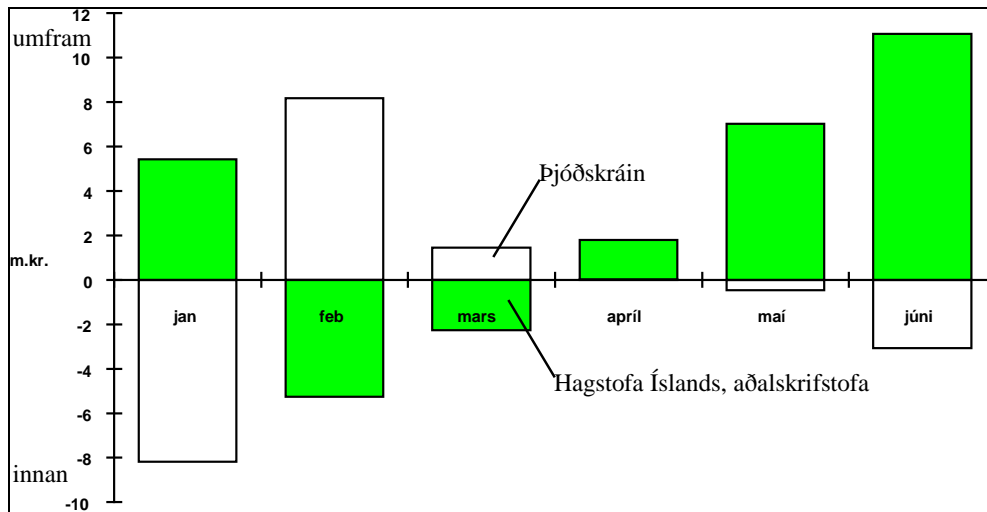 12
umfram
10
8
6
4
Þjóðskráin
2
m.kr.
0
jan feb mars apríl maí júní
-2
-4
Hagstofa Íslands, aðalskrifstofa
-6
-8
innan
-10